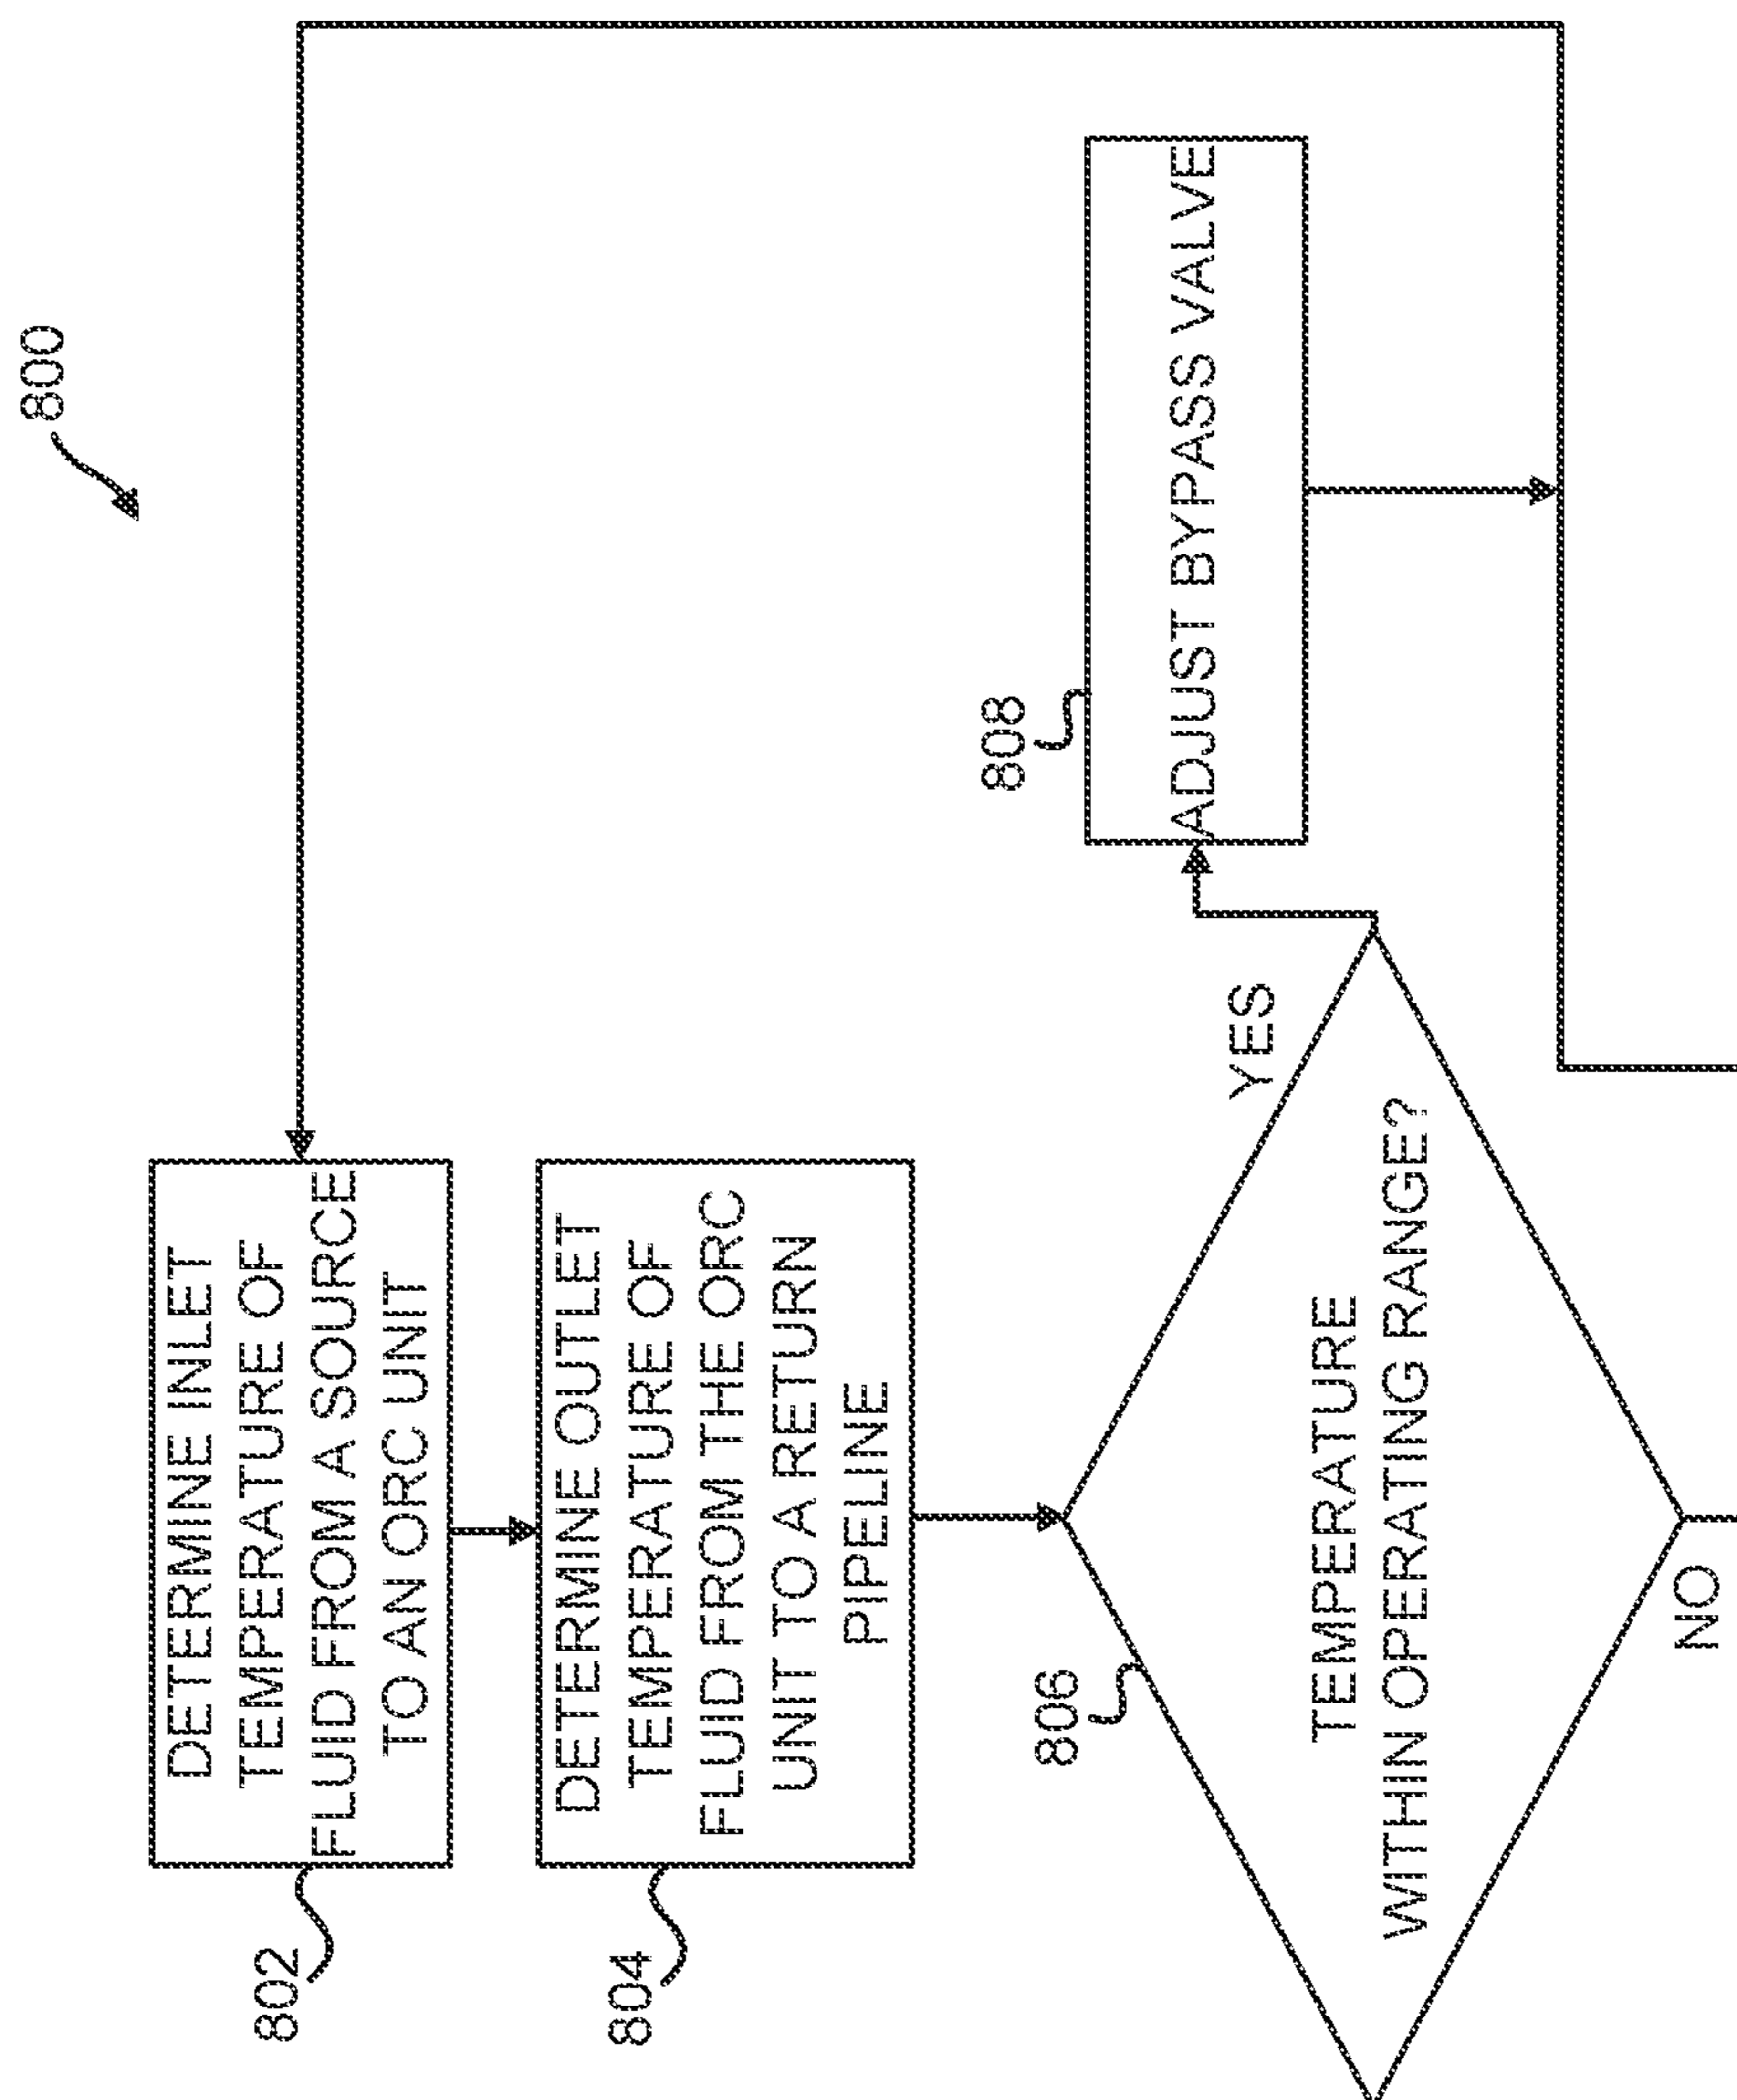 800
802
DETERMINE INLET
TEMPERATURE OF
FLUID FROM A SOURCE
TO AN ORC UNIT
804
DETERMINE OUTLET
TEMPERATURE OF
FLUID FROM THE ORC
UNIT TO A RETURN
PIPELINE
806
TEMPERATURE
WITHIN OPERATING RANGE?
YES
808
ADJUST BYPASS VALVE
NO